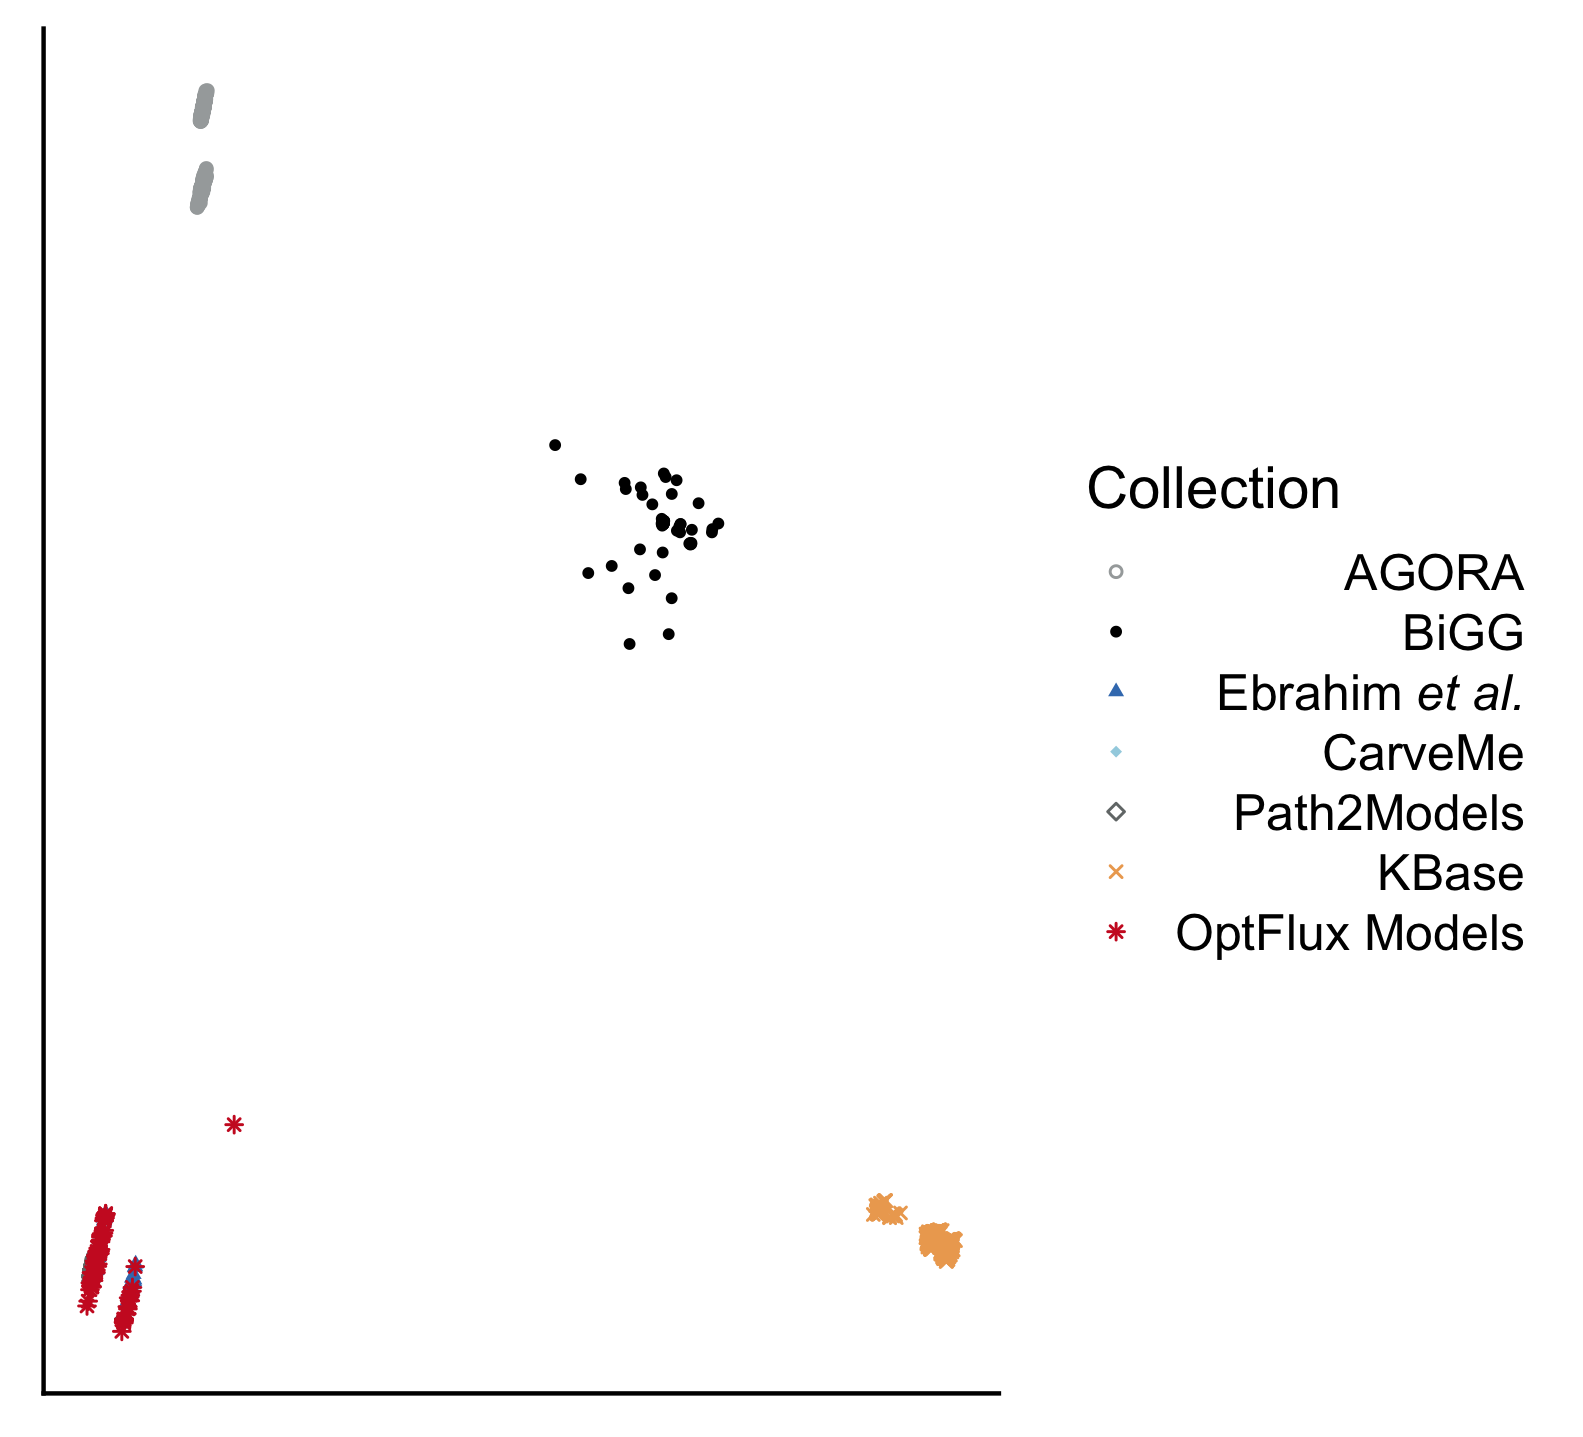 Collection
AGORA
BiGG
Ebrahim et al.
CarveMe
Path2Models
KBase
OptFlux Models